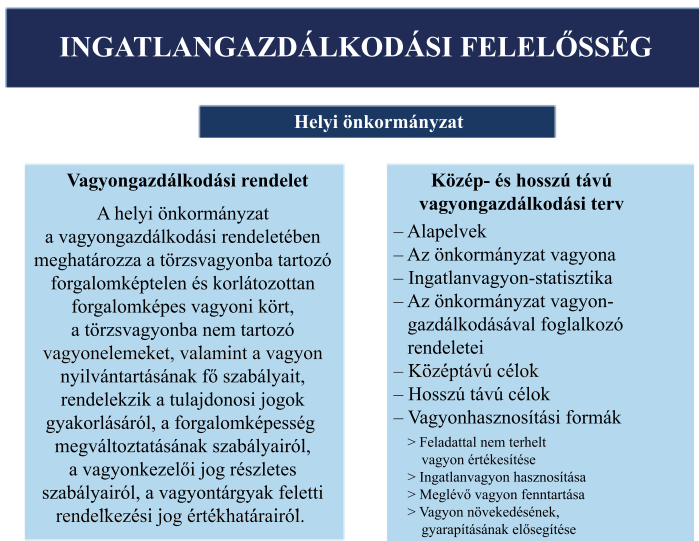 INGATLANGAZDÁLKODÁSI FELELŐSSÉG
Helyi önkormányzat
Vagyongazdálkodási rendelet
A helyi önkormányzat
a vagyongazdálkodási rendeletében
meghatározza a törzsvagyonba tartozó
forgalomképtelen és korlátozottan
forgalomképes vagyoni kört,
a törzsvagyonba nem tartozó
vagyonelemeket, valamint a vagyon
nyilvántartásának fő szabályait,
rendelekzik a tulajdonosi jogok
gyakorlásáról, a forgalomképesség
megváltoztatásának szabályairól,
a vagyonkezelői jog részletes
szabályairól, a vagyontárgyak feletti
rendelkezési jog értékhatárairól.
Közép- és hosszú távú
vagyongazdálkodási terv
– Alapelvek
– Az önkormányzat vagyona
– Ingatlanvagyon-statisztika
– Az önkormányzat vagyon-
gazdálkodásával foglalkozó
rendeletei
– Középtávú célok
– Hosszú távú célok
– Vagyonhasznosítási formák
> Feladattal nem terhelt
vagyon értékesítése
> Ingatlanvagyon hasznosítása
> Meglévő vagyon fenntartása
> Vagyon növekedésének,
gyarapításának elősegítése